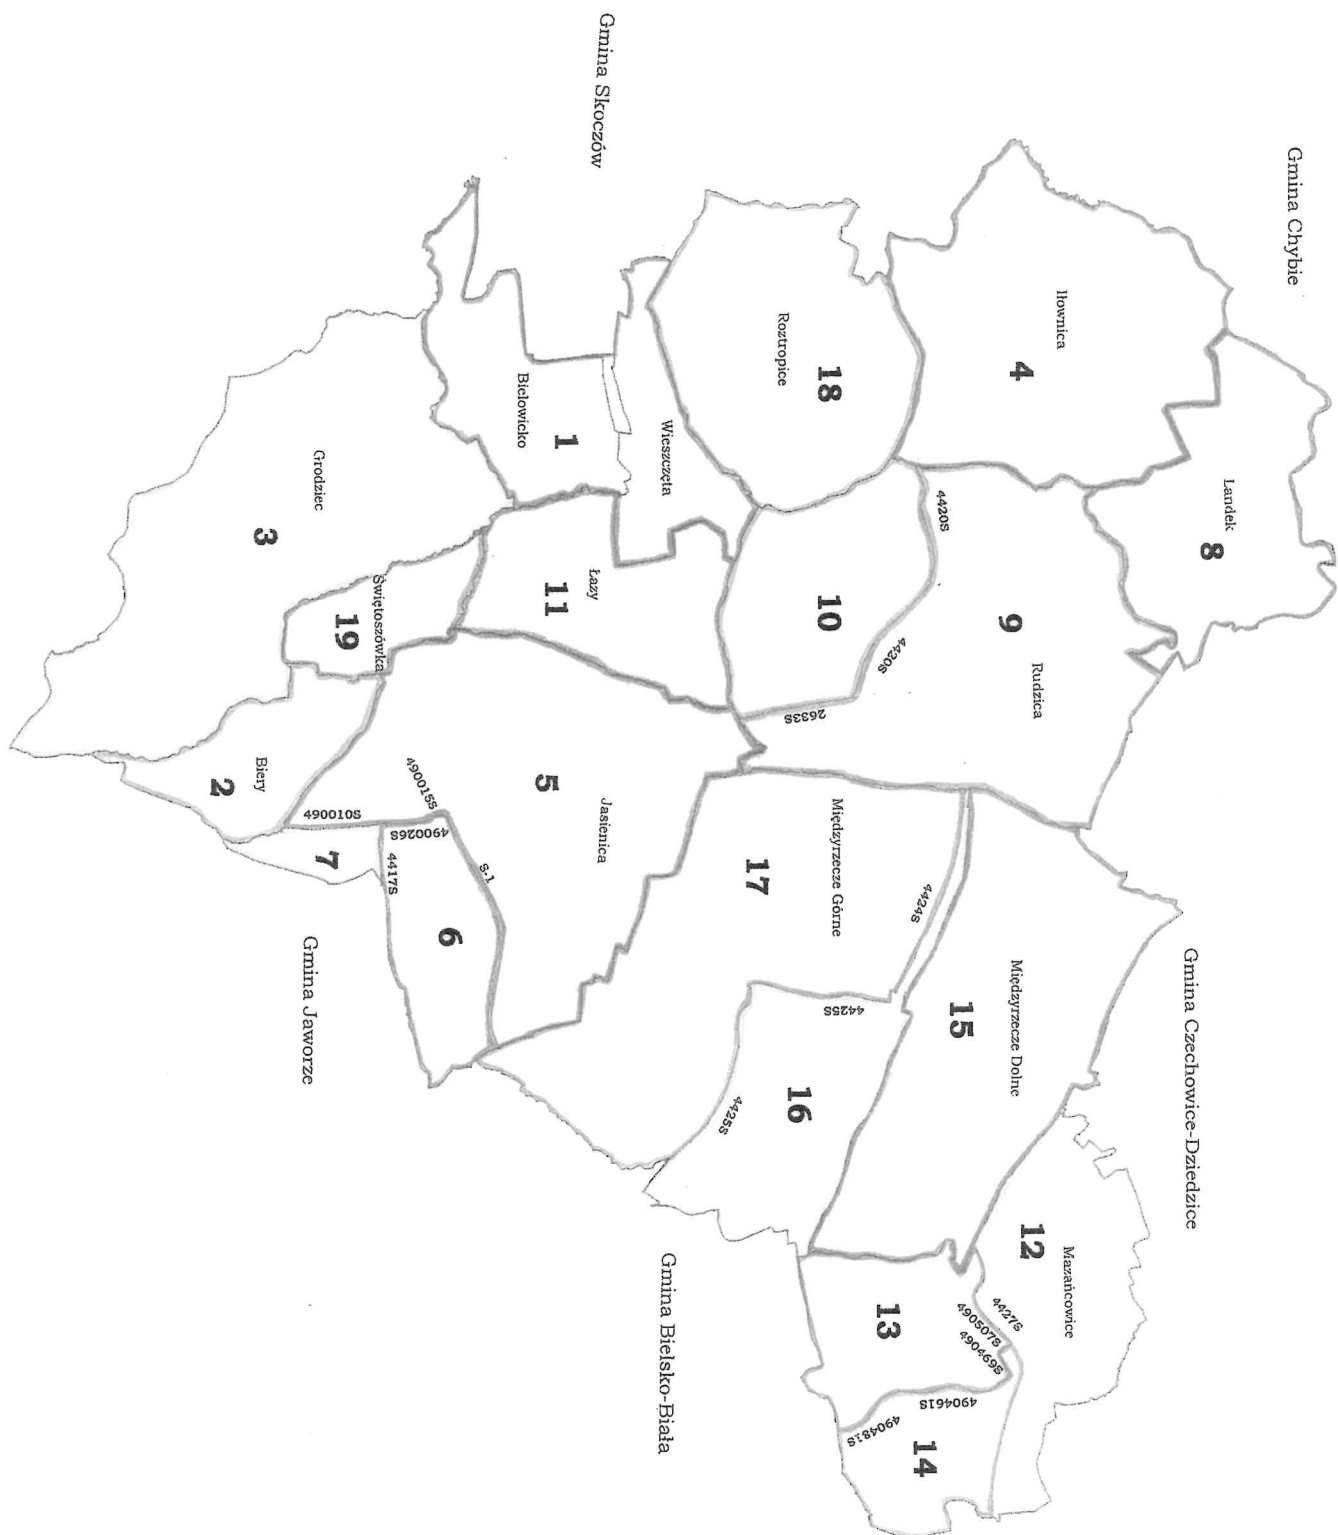 Gmina Chybie
Landek
8
Gmina Czechowice-Dziedzice
Mazańcowice
12
Iłownica
4
Rudzica
9
Międzyrzecze Dolne
15
4427S
490507S
490469S
490461S
4420S
4424S
14
4420S
13
490481S
4425S
Międzyrzecze Górne
17
18
Roztropice
10
2633S
16
4425S
Gmina Bielsko-Biała
Wieszczęta
Gmina Skoczów
Jasienica
5
Łazy
11
1
Bielowicko
S-1
6
490015S
490026S
4417S
Świętoszówka
19
460010S
7
Grodziec
3
Gmina Jaworze
Biery
2